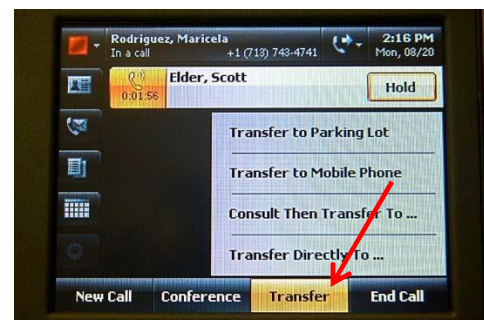 Rodriguez, Maricela
In a call +1 (713) 743-4741
2:16 PM
Mon, 08/20
Elder, Scott
0:01:56
Hold
Transfer to Parking Lot
Transfer to Mobile Phone
Consult Then Transfer To ...
Transfer Directly To ...
New Call Conference Transfer End Call